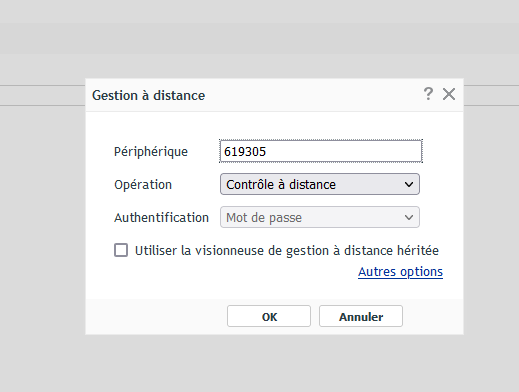 Gestion à distance ?
Périphérique 619305
Opération Contrôle à distance
Authentification Mot de passe
Utiliser la visionneuse de gestion à distance héritée
Autres options
OK Annuler